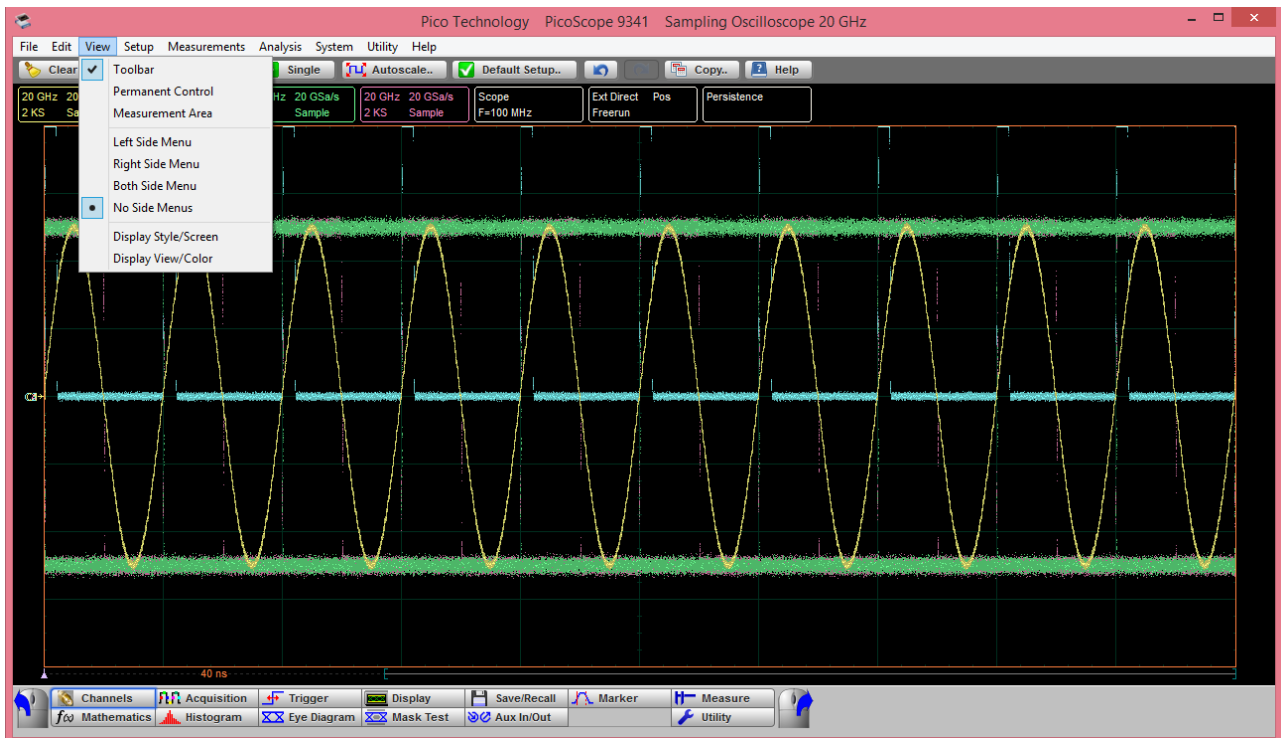 Pico Technology PicoScope 9341 Sampling Oscilloscope 20 GHz
File Edit View Setup Measurements Analysis System Utility Help
Clear Single Autoscale.. Default Setup.. Copy.. Help
Toolbar
Permanent Control
Measurement Area
Left Side Menu
Right Side Menu
Both Side Menu
No Side Menus
Display Style/Screen
Display View/Color
20 GHz 20 Hz 20 GSa/s 20 GHz 20 GSa/s Scope Ext Direct Pos Persistence
2 KS Sa Sample 2 KS Sample F=100 MHz Freerun
40 ns
Channels Acquisition Trigger Display Save/Recall Marker Measure
f(x) Mathematics Histogram Eye Diagram Mask Test Aux In/Out Utility